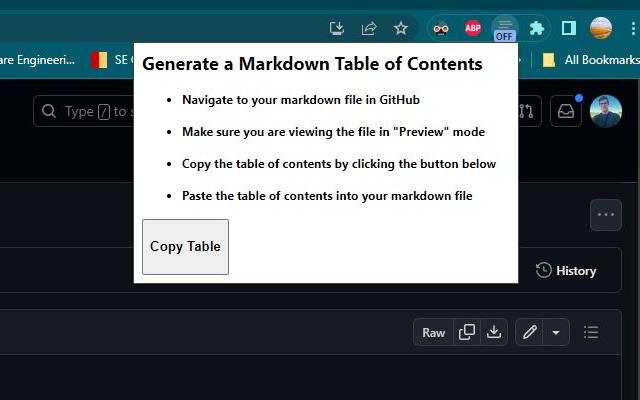 ABP
OFF
are Engineeri...
SE
All Bookmarks
Generate a Markdown Table of Contents
Navigate to your markdown file in GitHub
Make sure you are viewing the file in "Preview" mode
Copy the table of contents by clicking the button below
Paste the table of contents into your markdown file
Copy Table
Type / to s
History
Raw